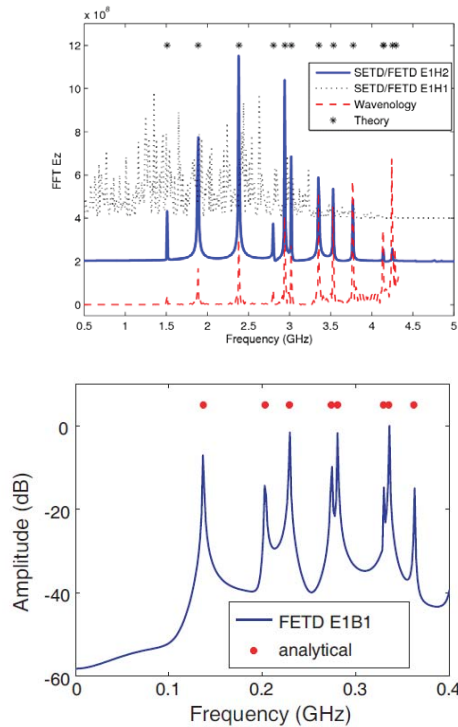 x 10^8
12
10
8
6
4
2
0
FFT Ez
SETD/FETD E1H2
SETD/FETD E1H1
Wavenology
Theory
0.5 1 1.5 2 2.5 3 3.5 4 4.5 5
Frequency (GHz)
0
-20
-40
-60
Amplitude (dB)
FETD E1B1
analytical
0 0.1 0.2 0.3 0.4
Frequency (GHz)